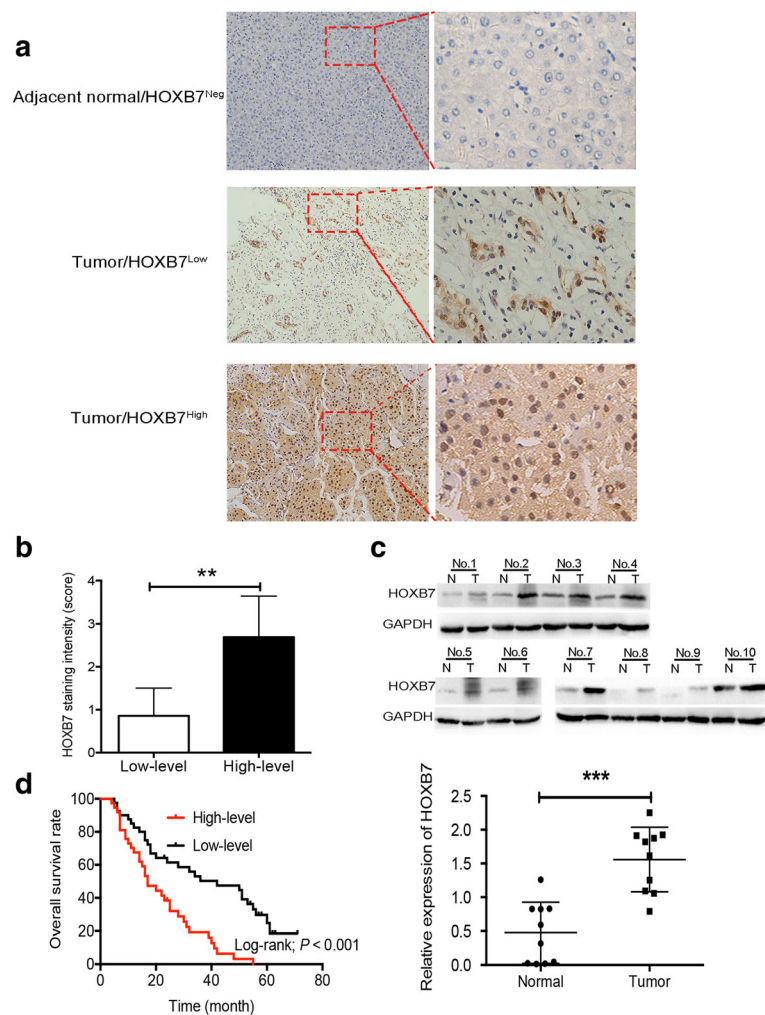 a
Adjacent normal/HOXB7Neg
Tumor/HOXB7Low
Tumor/HOXB7High
b
**
HOXB7 staining intensity (score)
4
3
2
1
0
Low-level High-level
c
No.1 No.2 No.3 No.4
N T N T N T N T
HOXB7
GAPDH
No.5 No.6 No.7 No.8 No.9 No.10
N T N T N T N T N T N T
HOXB7
GAPDH
***
Relative expression of HOXB7
2.5
2.0
1.5
1.0
0.5
0.0
Normal Tumor
d
Overall survival rate
100
80
60
40
20
0
High-level
Low-level
Log-rank; P < 0.001
0 20 40 60 80
Time (month)